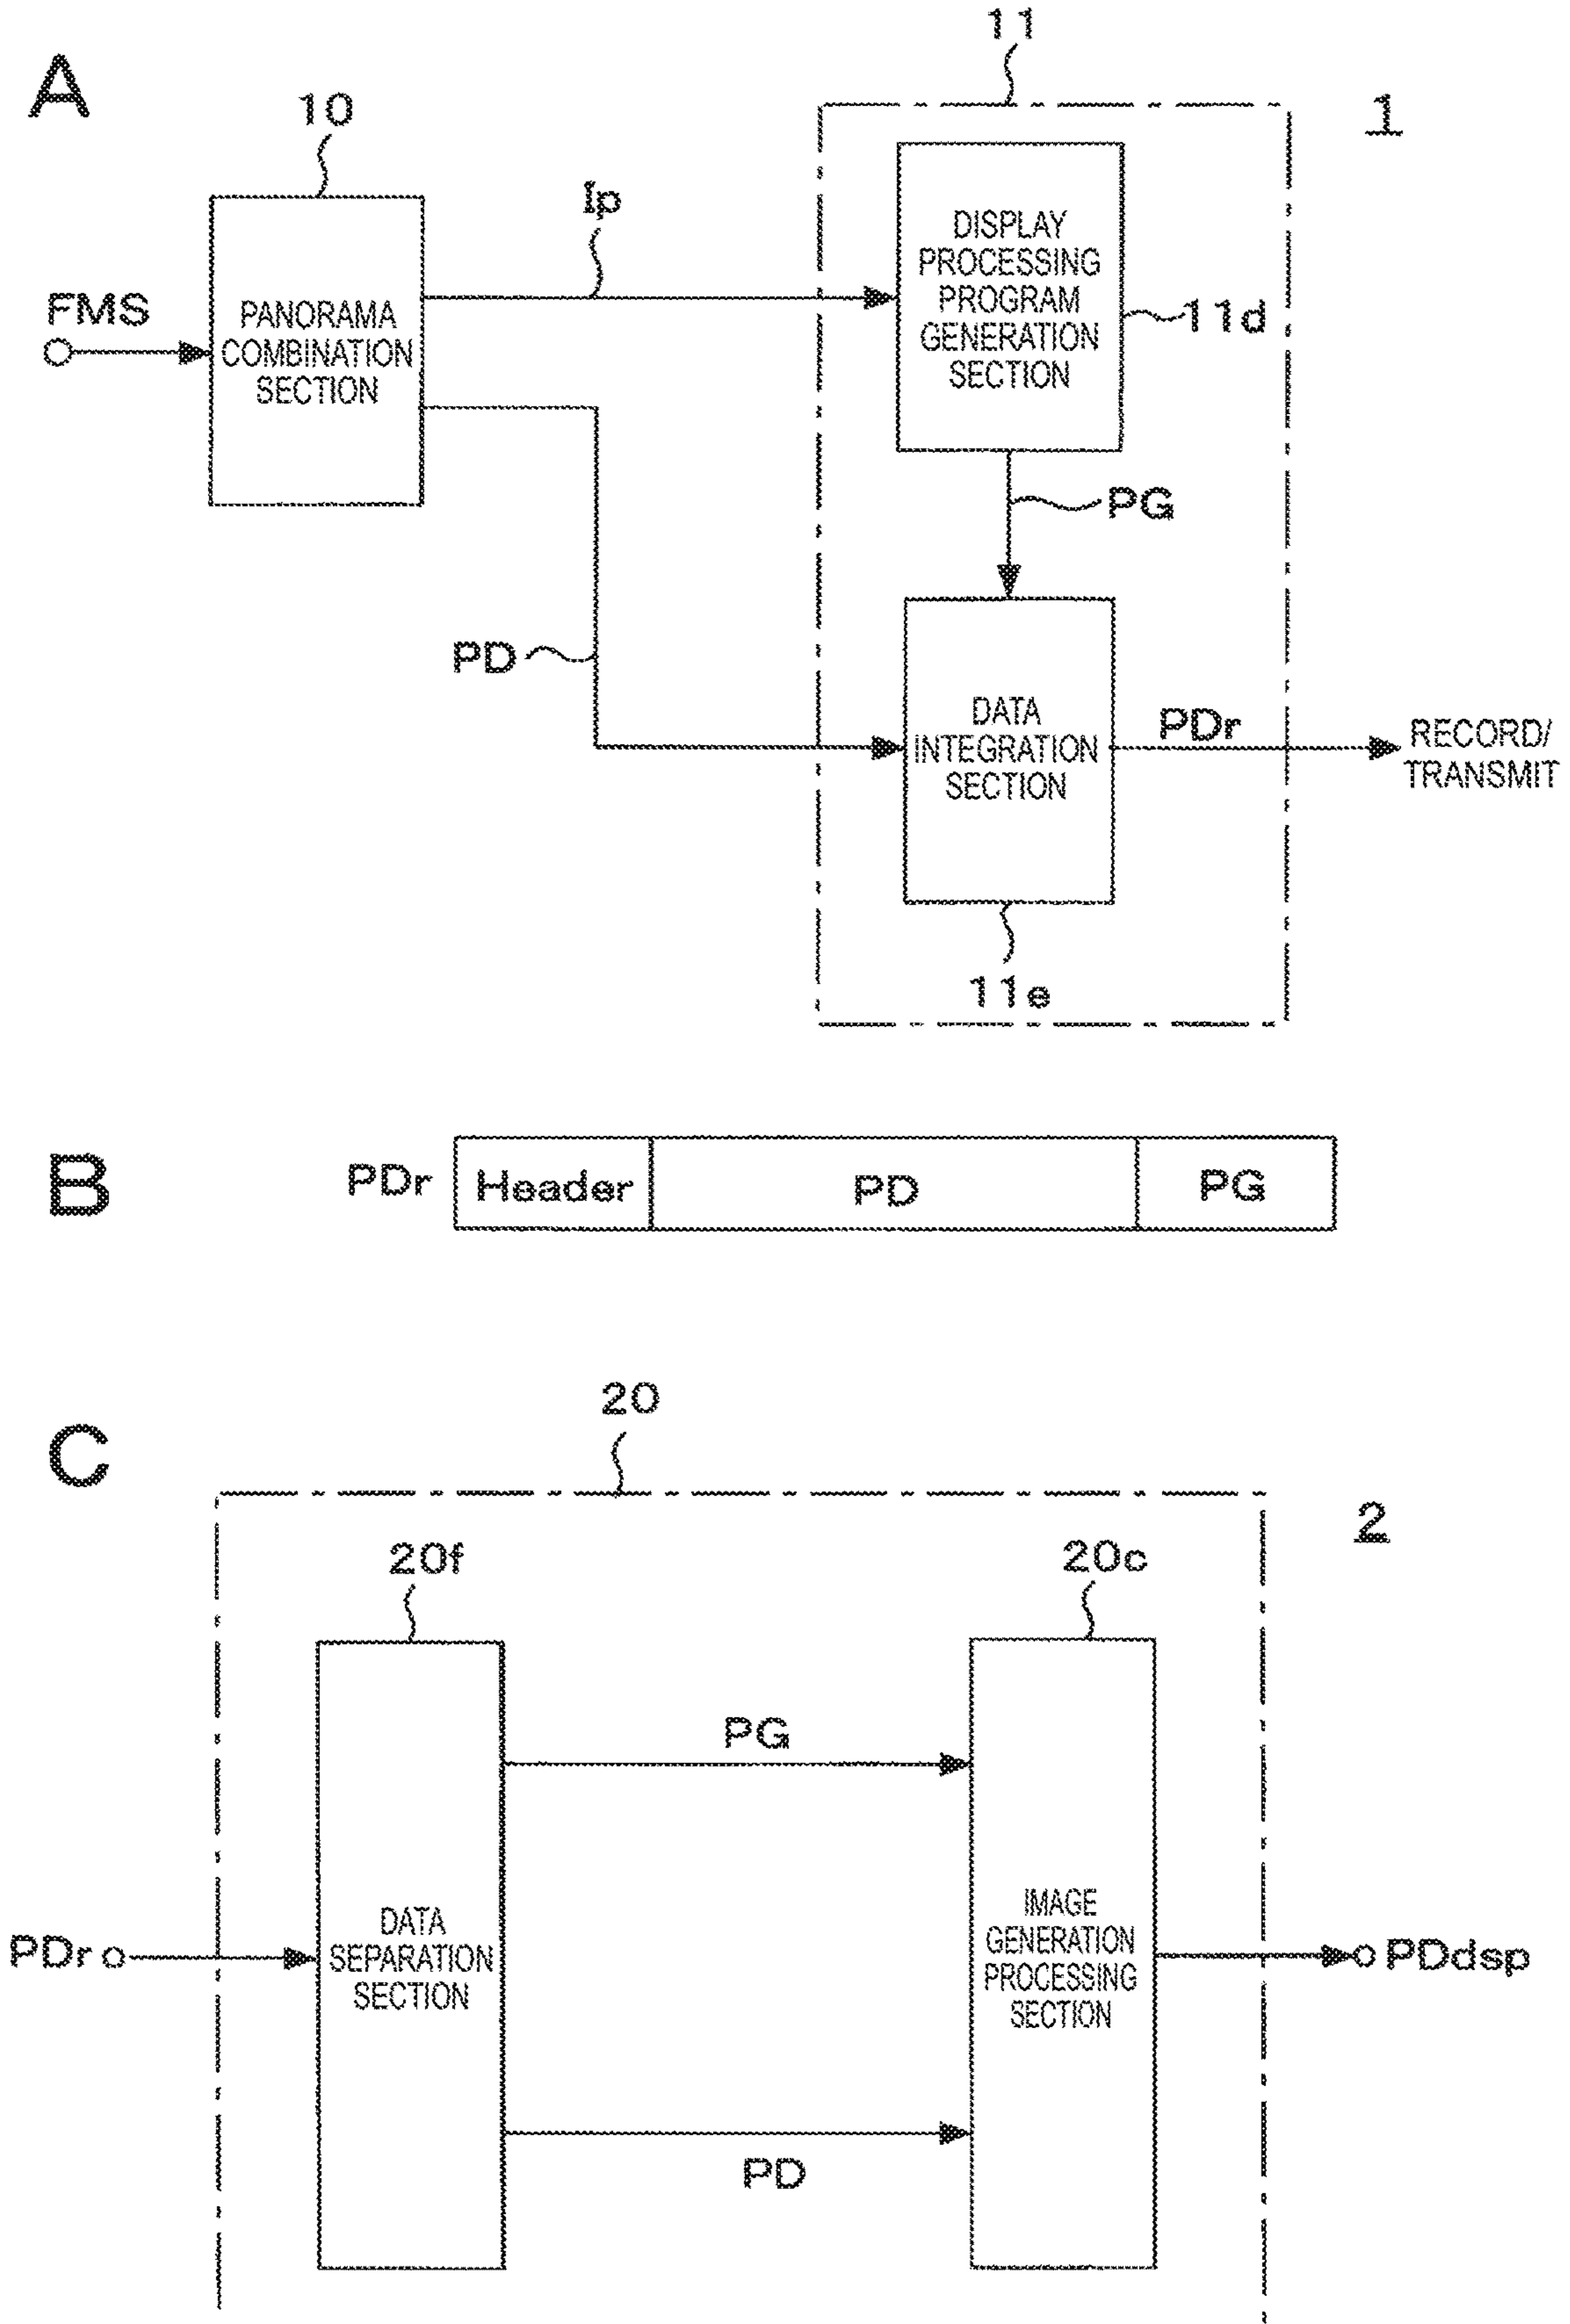 A
11
1
10
Ip
FMS
PANORAMA
COMBINATION
SECTION
DISPLAY
PROCESSING
PROGRAM
GENERATION
SECTION
11d
PG
PD
DATA
INTEGRATION
SECTION
PDr
RECORD/
TRANSMIT
11e
B
PDr
Header
PD
PG
C
20
2
20f
20c
PG
PDr
DATA
SEPARATION
SECTION
IMAGE
GENERATION
PROCESSING
SECTION
PDdsp
PD